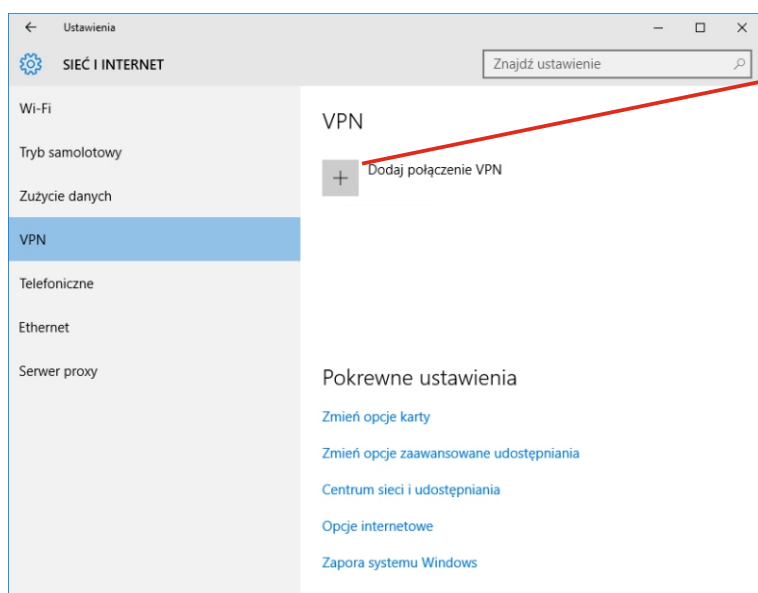 Ustawienia
SIEĆ I INTERNET
Znajdź ustawienie
Wi-Fi
Tryb samolotowy
Zużycie danych
VPN
Telefoniczne
Ethernet
Serwer proxy
VPN
Dodaj połączenie VPN
Pokrewne ustawienia
Zmień opcje karty
Zmień opcje zaawansowane udostępniania
Centrum sieci i udostępniania
Opcje internetowe
Zapora systemu Windows